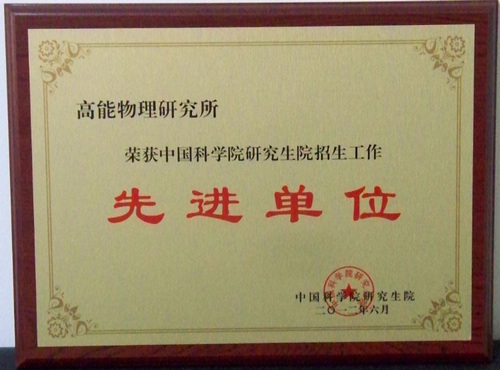 高能物理研究所
荣获中国科学院研究生院招生工作
先进单位
中国科学院研究生院
二〇一二年六月